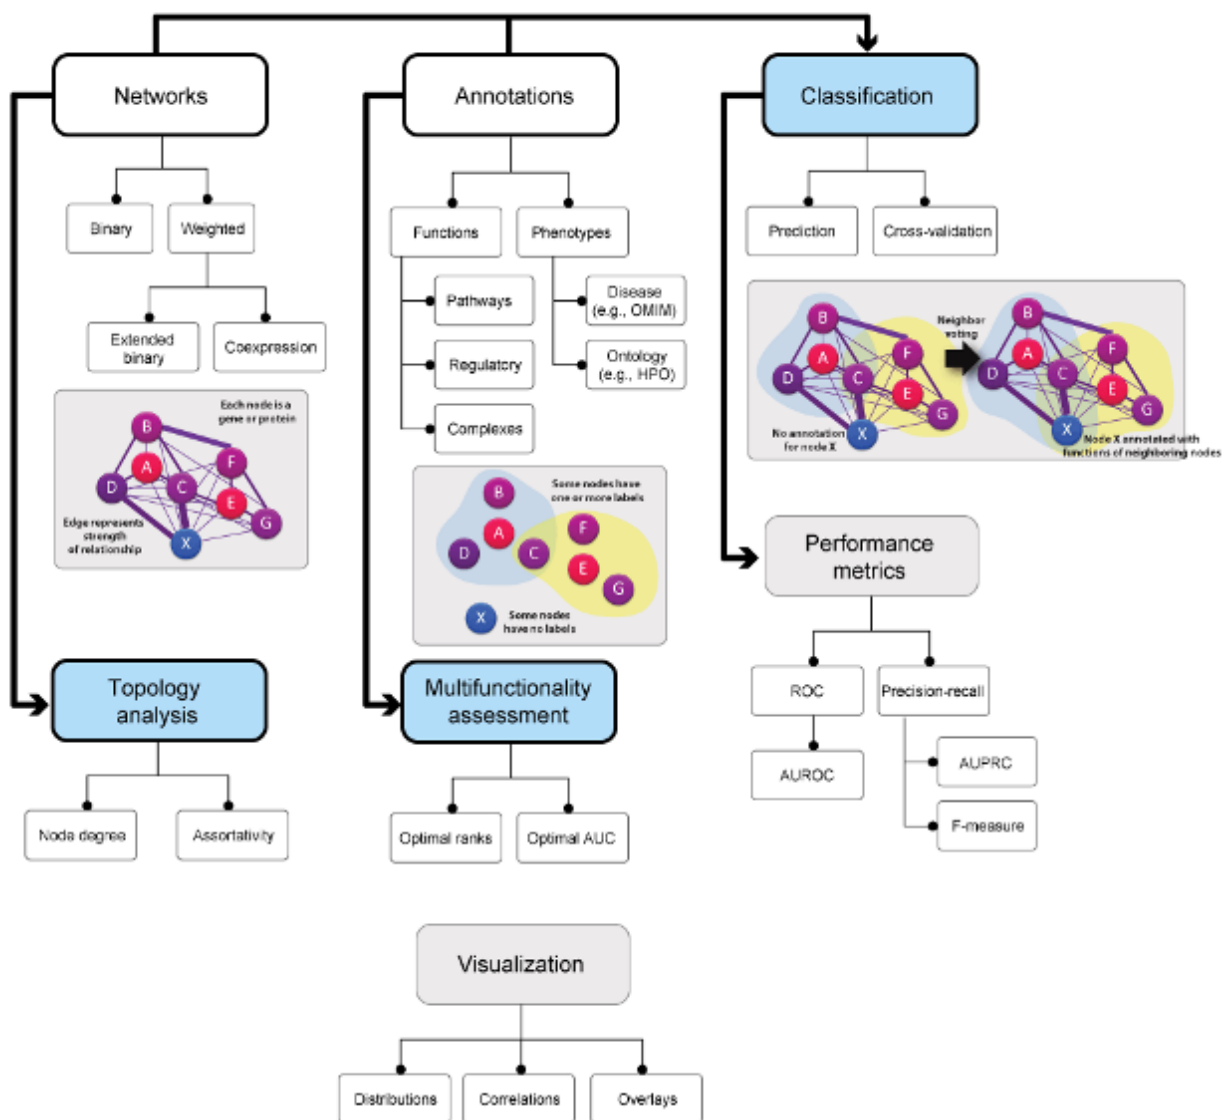 Networks
Annotations
Classification
Binary
Weighted
Functions
Phenotypes
Prediction
Cross-validation
Extended
binary
Coexpression
Pathways
Disease
(e.g., OMIM)
Regulatory
Ontology
(e.g., HPO)
Complexes
Each node is a
gene or protein
B
A
F
D
C
E
G
X
Edge represents
strength
of relationship
Some nodes have
one or more labels
B
A
F
D
C
E
G
X
Some nodes
have no labels
B
A
F
D
C
E
G
X
No annotation
for node X
Neighbor
voting
B
A
F
D
C
E
G
X
Node X annotated with
functions of neighboring nodes
Performance
metrics
ROC
Precision-recall
AUROC
AUPRC
F-measure
Topology
analysis
Node degree
Assortativity
Multifunctionality
assessment
Optimal ranks
Optimal AUC
Visualization
Distributions
Correlations
Overlays